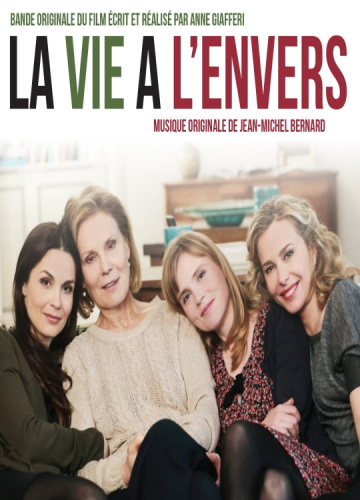 BANDE ORIGINALE DU FILM ÉCRIT ET RÉALISÉ PAR ANNE GIAFFERI
LA VIE A L'ENVERS
MUSIQUE ORIGINALE DE JEAN-MICHEL BERNARD